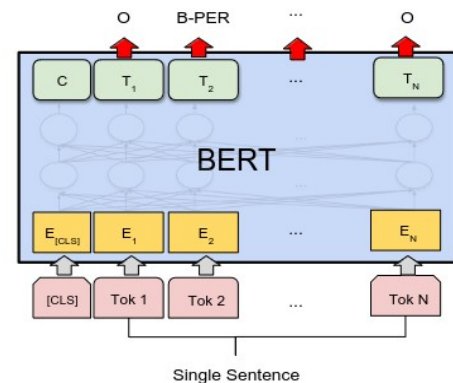 O B-PER ... O
C T1 T2 ... TN
...
BERT
...
E[CLS] E1 E2 ... EN
[CLS] Tok 1 Tok 2 ... Tok N
Single Sentence